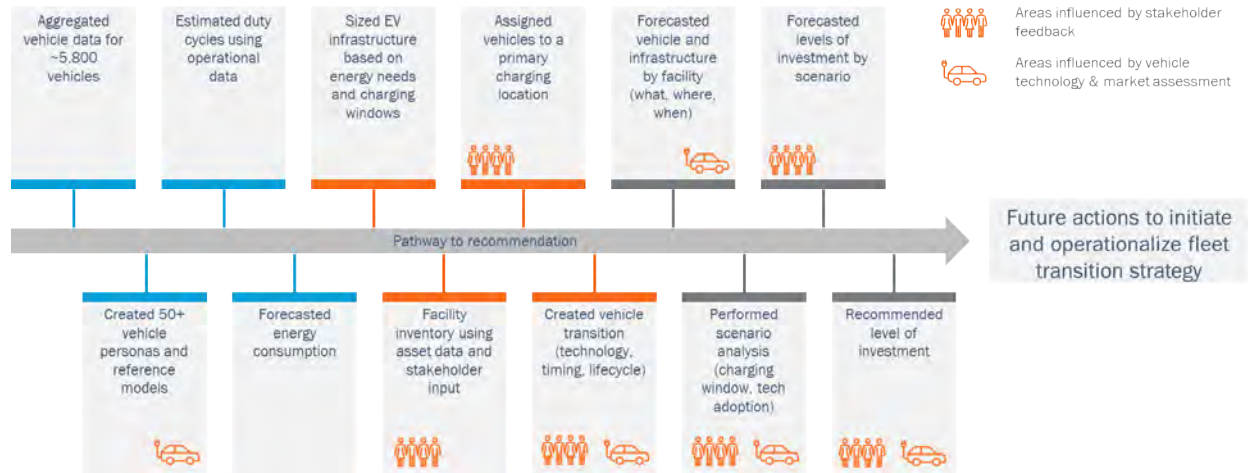 Aggregated
vehicle data for
~5.800
vehicles
Estimated duty
cycles using
operational
data
Sized EV
infrastructure
based on
energy needs
and charging
windows
Assigned
vehicles to a
primary
charging
location
Forecasted
vehicle and
infrastructure
by facility
(what, where,
when)
Forecasted
levels of
investment by
scenario
Areas influenced by stakeholder
feedback
Areas influenced by vehicle
technology & market assessment
Pathway to recommendation
Future actions to initiate
and operationalize fleet
transition strategy
Created 50+
vehicle
personas and
reference
models
Forecasted
energy
consumption
Facility
inventory using
asset data and
stakeholder
input
Created vehicle
transition
(technology,
timing, lifecycle)
Performed
scenario
analysis
(charging
window, tech
adoption)
Recommended
level of
investment